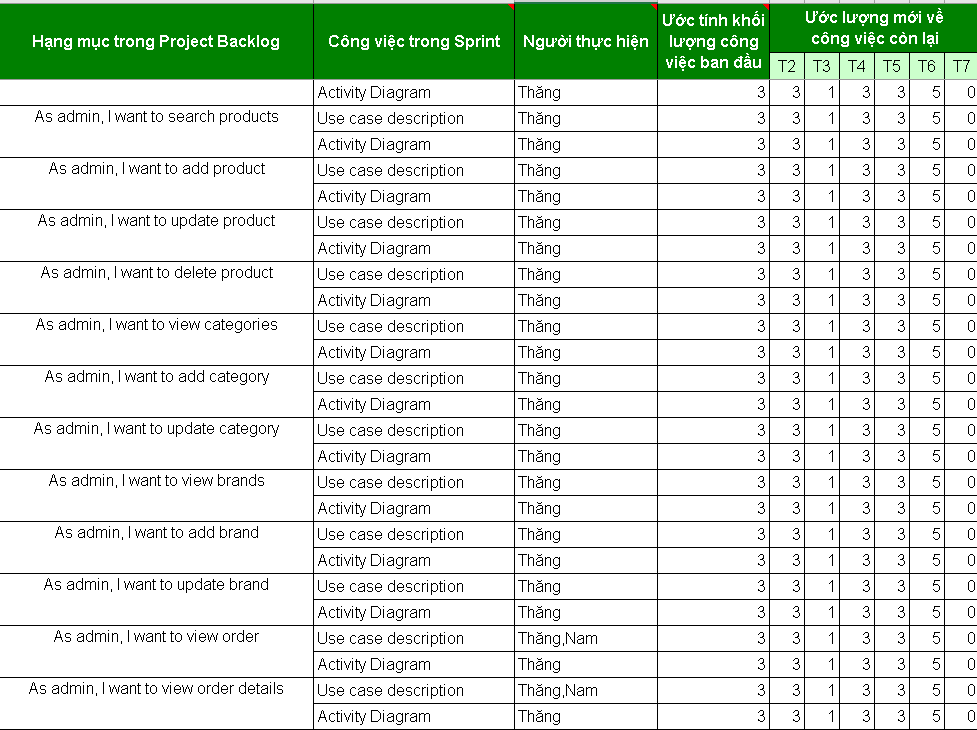 Hạng mục trong Project Backlog Công việc trong Sprint Người thực hiện Ước tính khối lượng công việc ban đầu Ước lượng mới về công việc còn lại
T2 T3 T4 T5 T6 T7
Activity Diagram Thăng 3 3 1 3 3 5 0
As admin, I want to search products Use case description Thăng 3 3 1 3 3 5 0
Activity Diagram Thăng 3 3 1 3 3 5 0
As admin, I want to add product Use case description Thăng 3 3 1 3 3 5 0
Activity Diagram Thăng 3 3 1 3 3 5 0
As admin, I want to update product Use case description Thăng 3 3 1 3 3 5 0
Activity Diagram Thăng 3 3 1 3 3 5 0
As admin, I want to delete product Use case description Thăng 3 3 1 3 3 5 0
Activity Diagram Thăng 3 3 1 3 3 5 0
As admin, I want to view categories Use case description Thăng 3 3 1 3 3 5 0
Activity Diagram Thăng 3 3 1 3 3 5 0
As admin, I want to add category Use case description Thăng 3 3 1 3 3 5 0
Activity Diagram Thăng 3 3 1 3 3 5 0
As admin, I want to update category Use case description Thăng 3 3 1 3 3 5 0
Activity Diagram Thăng 3 3 1 3 3 5 0
As admin, I want to view brands Use case description Thăng 3 3 1 3 3 5 0
Activity Diagram Thăng 3 3 1 3 3 5 0
As admin, I want to add brand Use case description Thăng 3 3 1 3 3 5 0
Activity Diagram Thăng 3 3 1 3 3 5 0
As admin, I want to update brand Use case description Thăng 3 3 1 3 3 5 0
Activity Diagram Thăng 3 3 1 3 3 5 0
As admin, I want to view order Use case description Thăng,Nam 3 3 1 3 3 5 0
Activity Diagram Thăng 3 3 1 3 3 5 0
As admin, I want to view order details Use case description Thăng,Nam 3 3 1 3 3 5 0
Activity Diagram Thăng 3 3 1 3 3 5 0